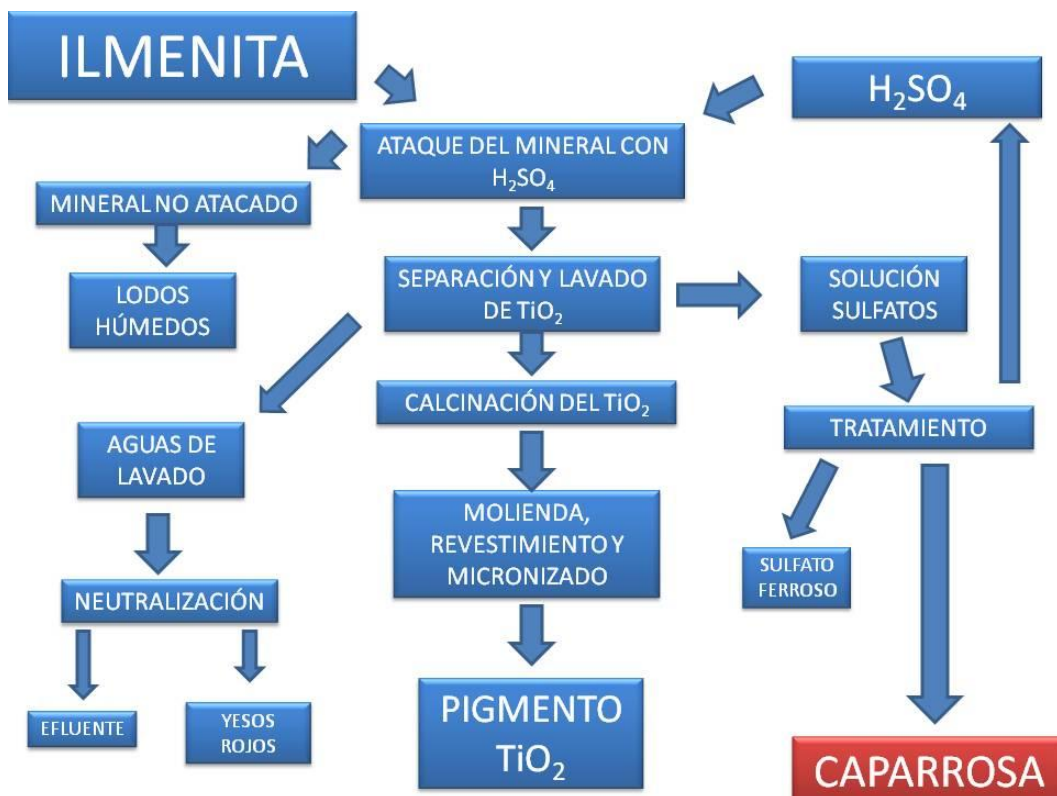 ILMENITA
H₂SO₄
ATAQUE DEL MINERAL CON
H₂SO₄
MINERAL NO ATACADO
LODOS
HÚMEDOS
SEPARACIÓN Y LAVADO
DE TiO₂
SOLUCIÓN
SULFATOS
CALCINACIÓN DEL TiO₂
TRATAMIENTO
AGUAS DE
LAVADO
MOLIENDA,
REVESTIMIENTO Y
MICRONIZADO
SULFATO
FERROSO
NEUTRALIZACIÓN
EFLUENTE
YESOS
ROJOS
PIGMENTO
TiO₂
CAPARROSA